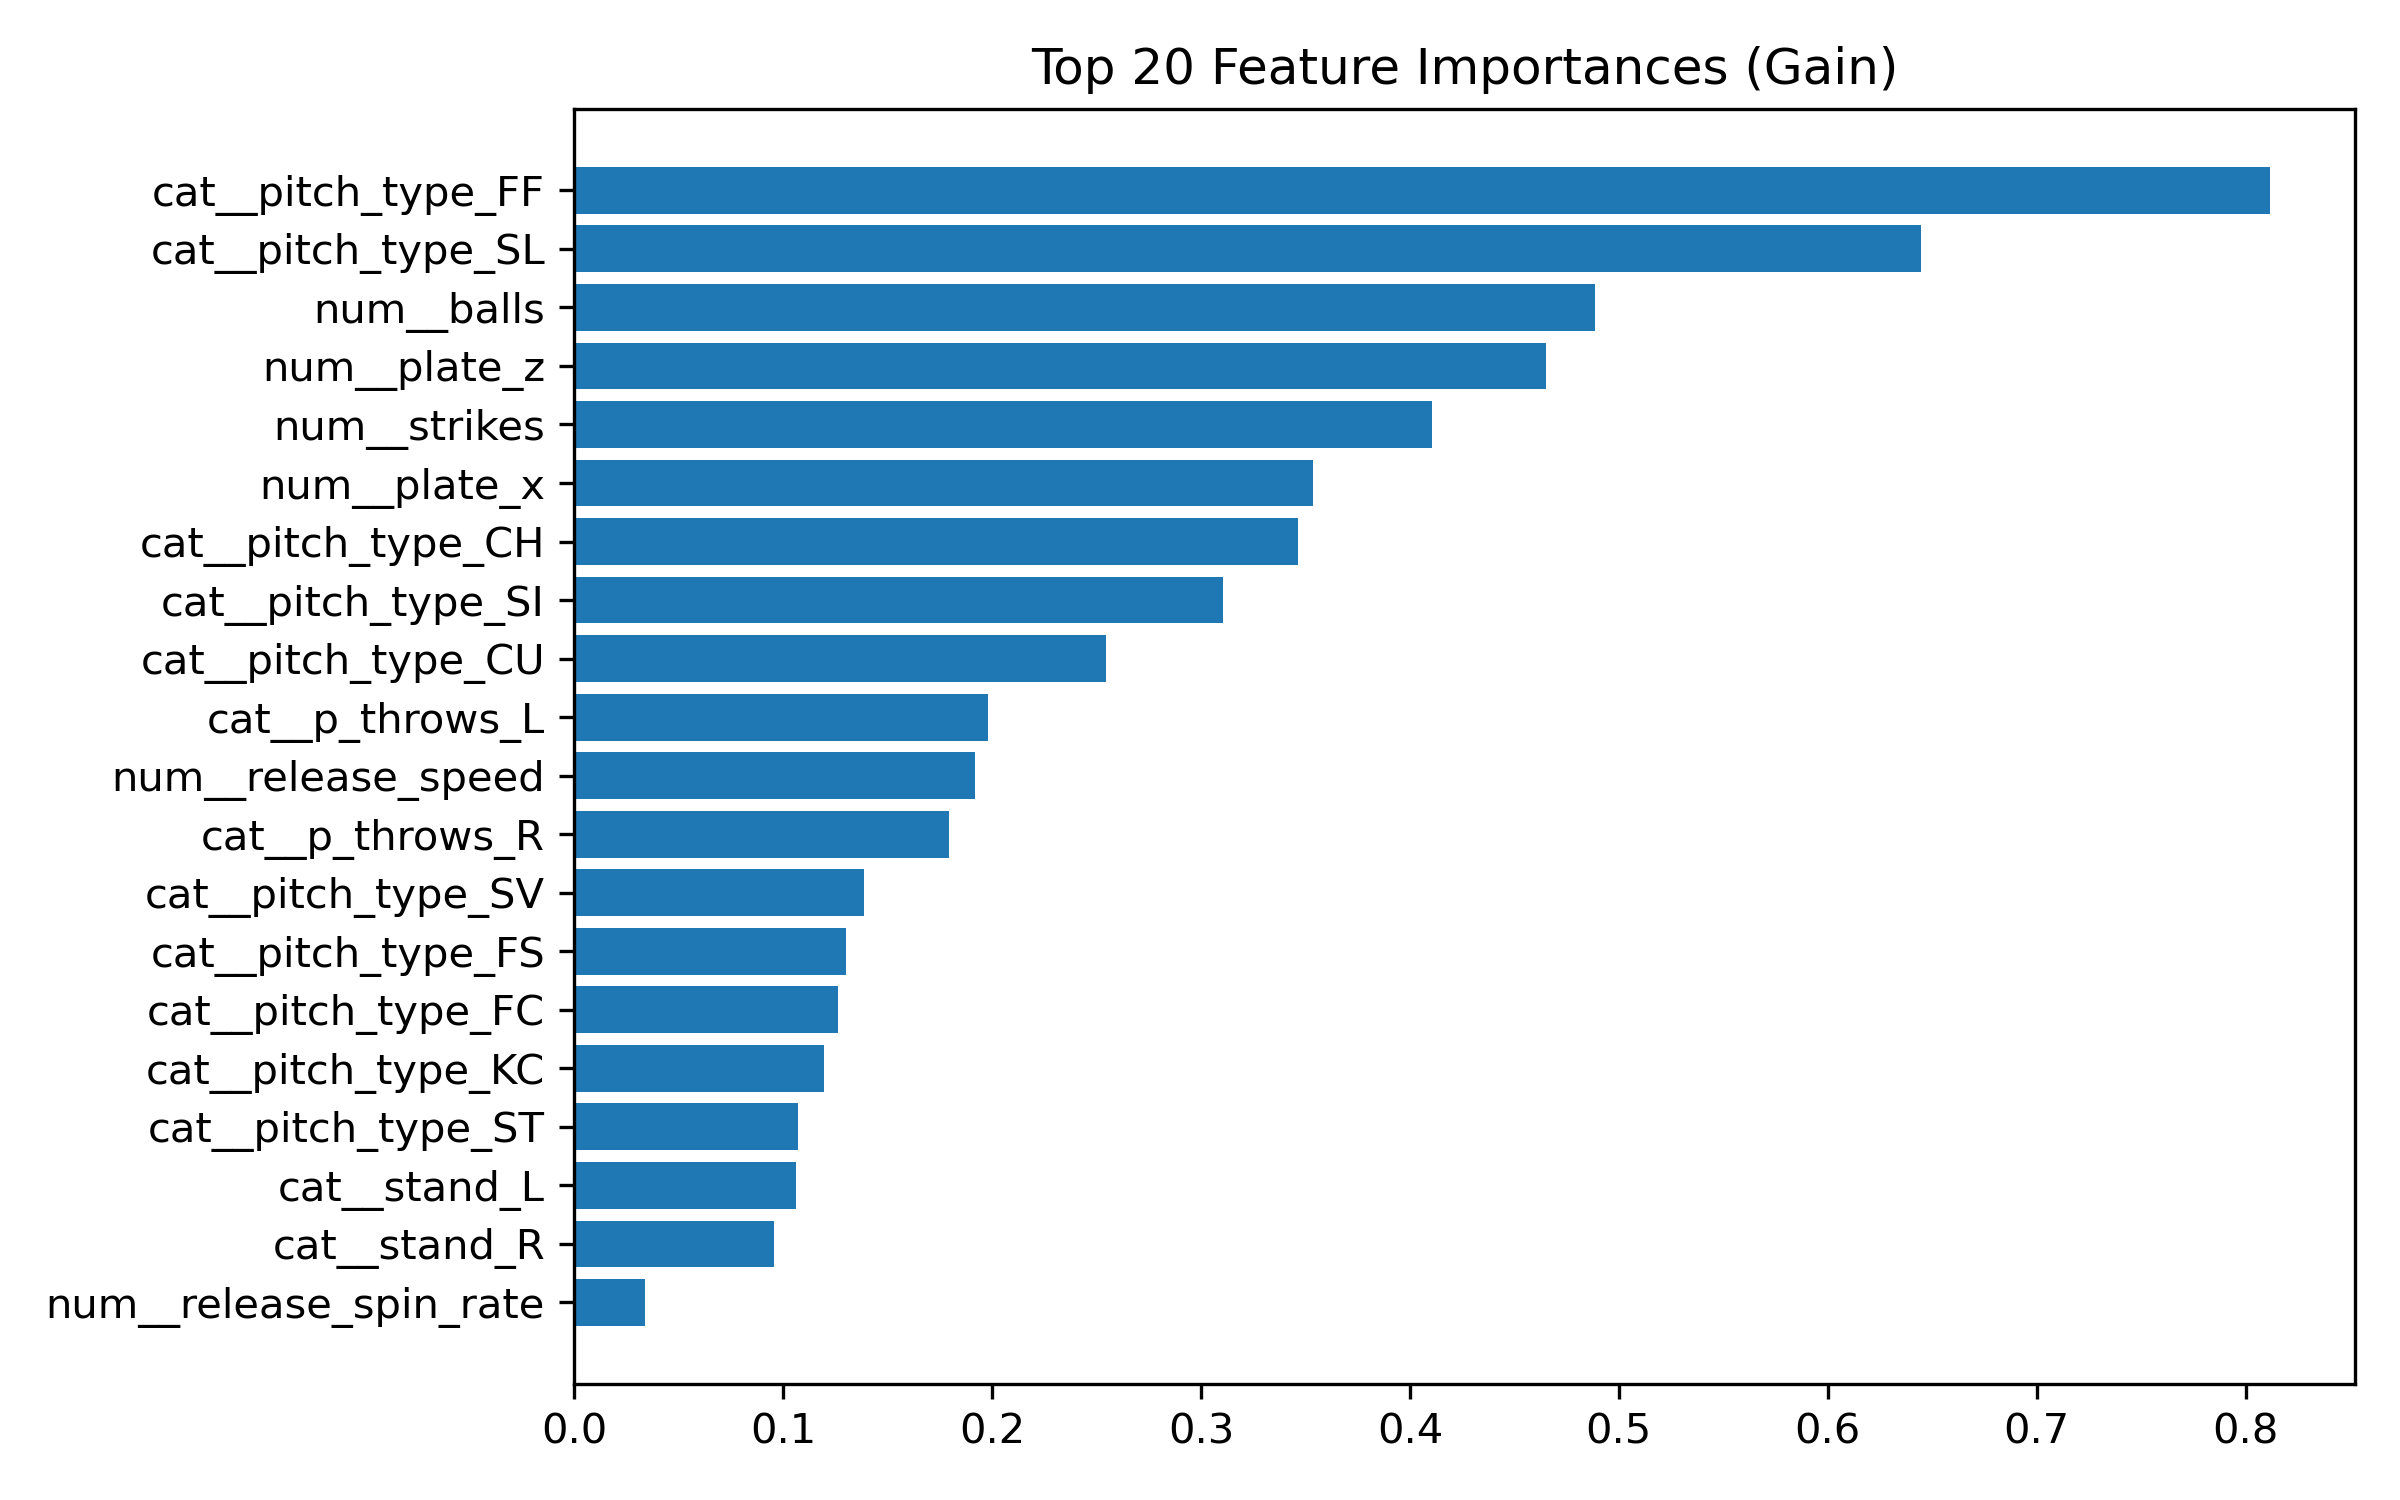 Top 20 Feature Importances (Gain)
cat__pitch_type_FF
cat__pitch_type_SL
num__balls
num__plate_z
num__strikes
num__plate_x
cat__pitch_type_CH
cat__pitch_type_SI
cat__pitch_type_CU
cat__p_throws_L
num__release_speed
cat__p_throws_R
cat__pitch_type_SV
cat__pitch_type_FS
cat__pitch_type_FC
cat__pitch_type_KC
cat__pitch_type_ST
cat__stand_L
cat__stand_R
num__release_spin_rate
0.0 0.1 0.2 0.3 0.4 0.5 0.6 0.7 0.8